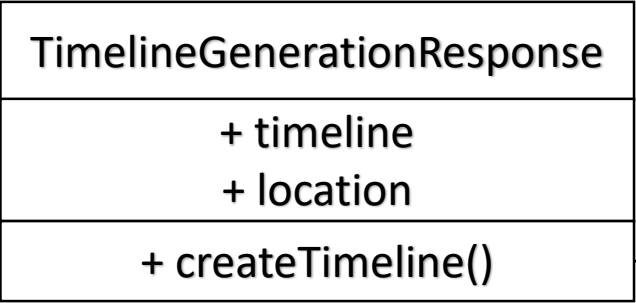 TimelineGenerationResponse
+ timeline
+ location
+ createTimeline()